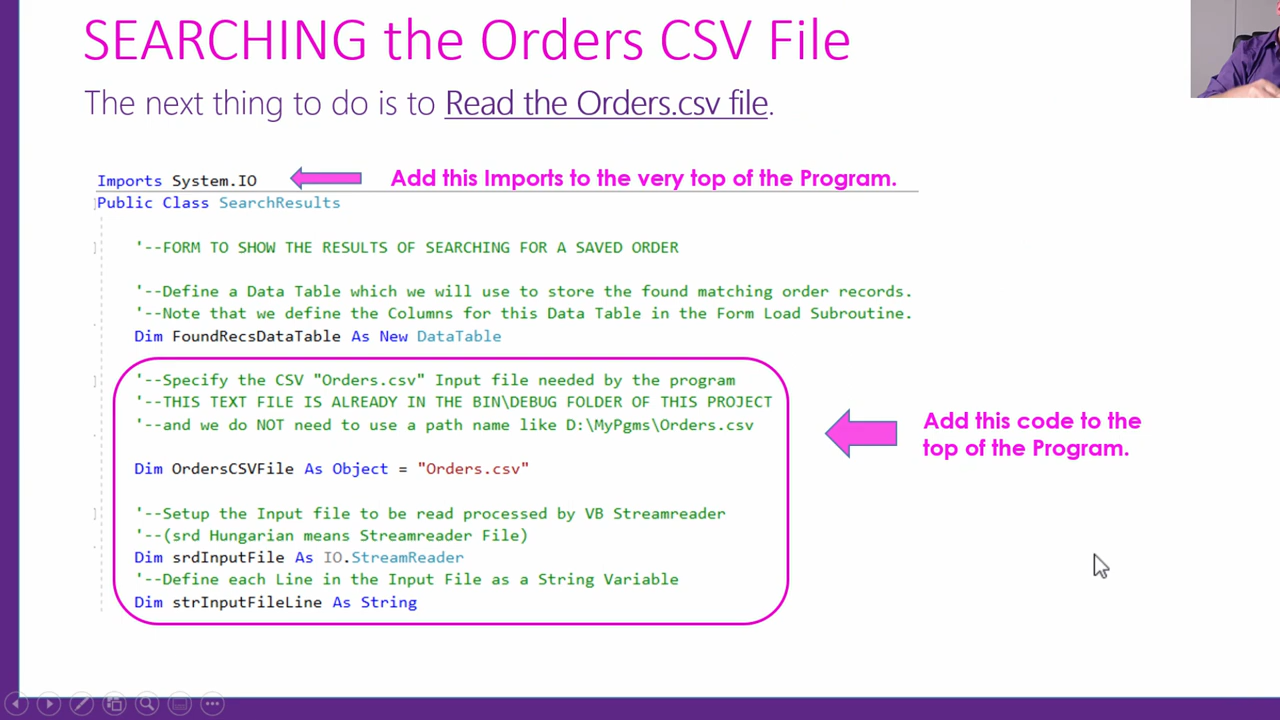 SEARCHING the Orders CSV File
The next thing to do is to Read the Orders.csv file.
Imports System.IO
Add this Imports to the very top of the Program.
Public Class SearchResults
'--FORM TO SHOW THE RESULTS OF SEARCHING FOR A SAVED ORDER
'--Define a Data Table which we will use to store the found matching order records.
'--Note that we define the Columns for this Data Table in the Form Load Subroutine.
Dim FoundRecsDataTable As New DataTable
'--Specify the CSV "Orders.csv" Input file needed by the program
'--THIS TEXT FILE IS ALREADY IN THE BIN\DEBUG FOLDER OF THIS PROJECT
'--and we do NOT need to use a path name like D:\MyPgms\Orders.csv
Dim OrdersCSVFile As Object = "Orders.csv"
'--Setup the Input file to be read processed by VB Streamreader
'--(srd Hungarian means Streamreader File)
Dim srdInputFile As IO.StreamReader
'--Define each Line in the Input File as a String Variable
Dim strInputFileLine As String
Add this code to the
top of the Program.